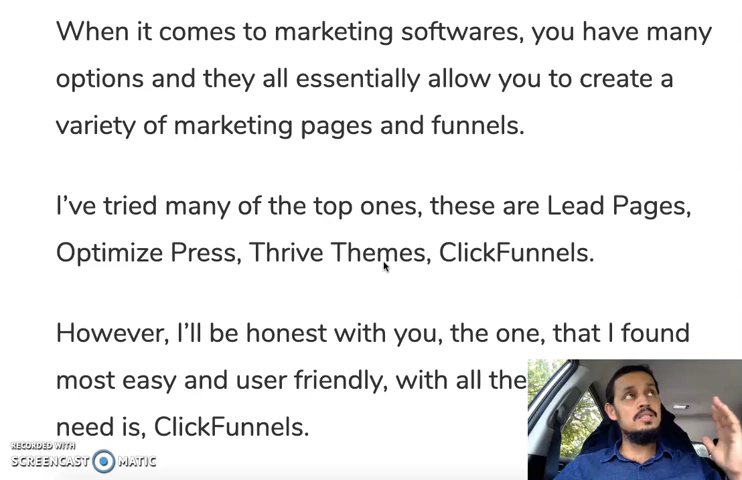 When it comes to marketing softwares, you have many
options and they all essentially allow you to create a
variety of marketing pages and funnels.
I’ve tried many of the top ones, these are Lead Pages,
Optimize Press, Thrive Themes, ClickFunnels.
However, I’ll be honest with you, the one, that I found
most easy and user friendly, with all the
need is, ClickFunnels.
RECORDED WITH
SCREENCAST MATIC